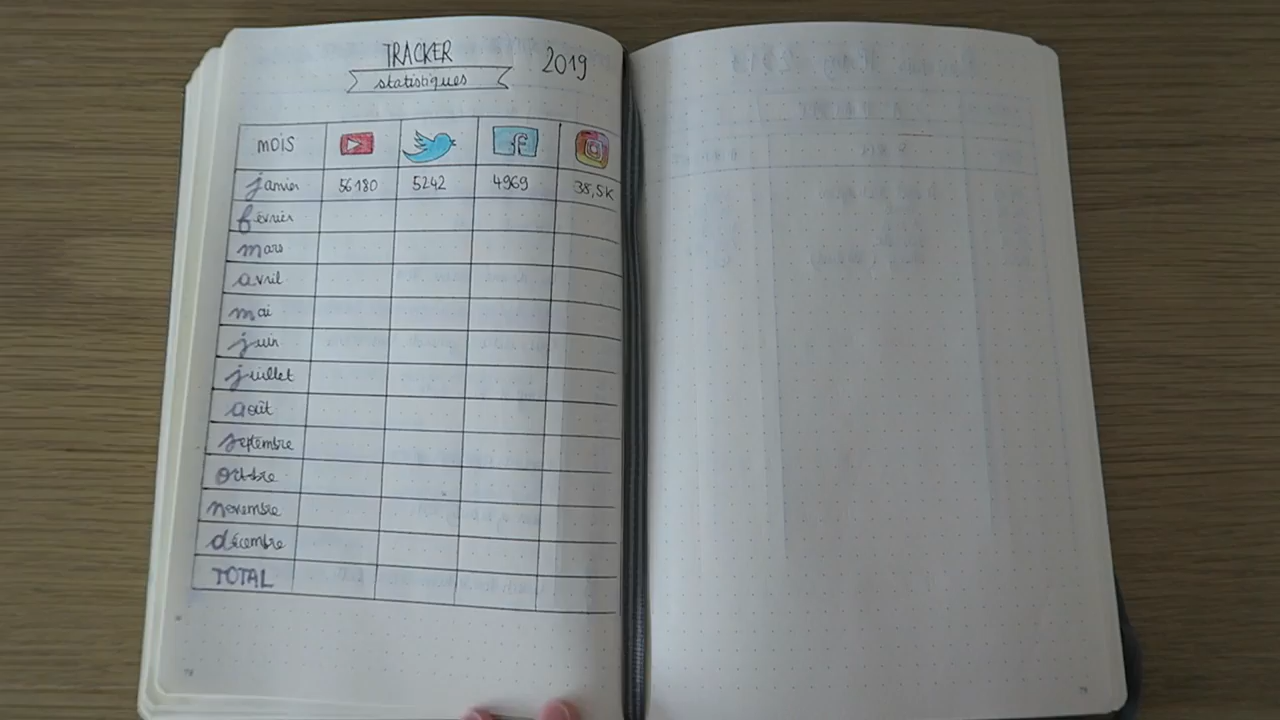 TRACKER
statistiques
2019
MOIS
janvier 56180 5242 4969 38,5K
février
mars
avril
mai
juin
juillet
août
septembre
octobre
novembre
décembre
TOTAL